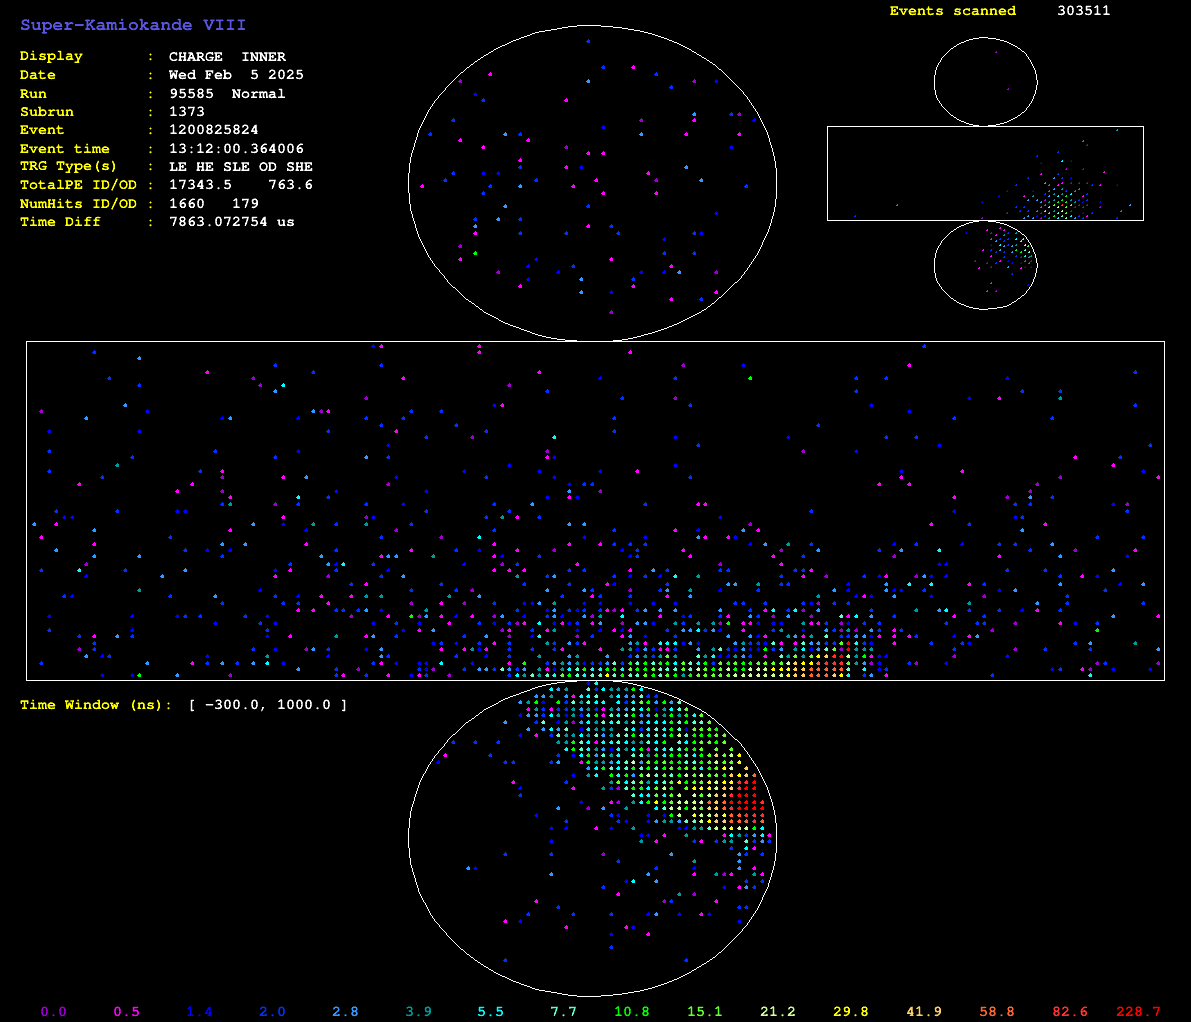 Super-Kamiokande VIII
Events scanned 303511
Display : CHARGE INNER
Date : Wed Feb 5 2025
Run : 95585 Normal
Subrun : 1373
Event : 1200825824
Event time : 13:12:00.364006
TRG Type(s) : LE HE SLE OD SHE
TotalPE ID/OD : 17343.5 763.6
NumHits ID/OD : 1660 179
Time Diff : 7863.072754 us
Time Window (ns): [ -300.0, 1000.0 ]
0.0 0.5 1.4 2.0 2.8 3.9 5.5 7.7 10.8 15.1 21.2 29.8 41.9 58.8 82.6 228.7